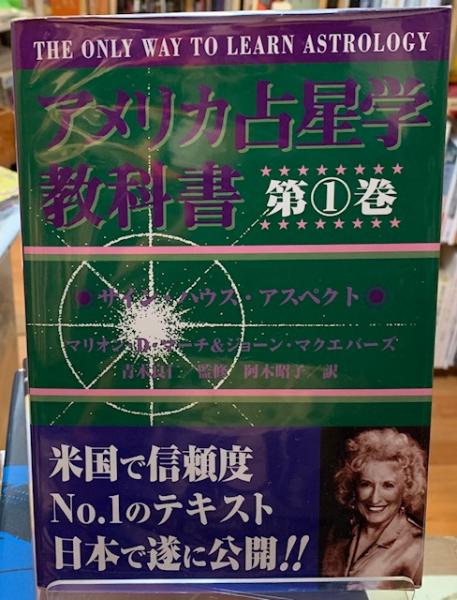 THE ONLY WAY TO LEARN ASTROLOGY
アメリカ占星学
教科書 第①巻
● サイン・ハウス・アスペクト ●
マリオン・D・マーチ&ジョーン・マクエバーズ
青木良仁／監修 阿木昭子／訳
米国で信頼度
No.1のテキスト
日本で遂に公開!!